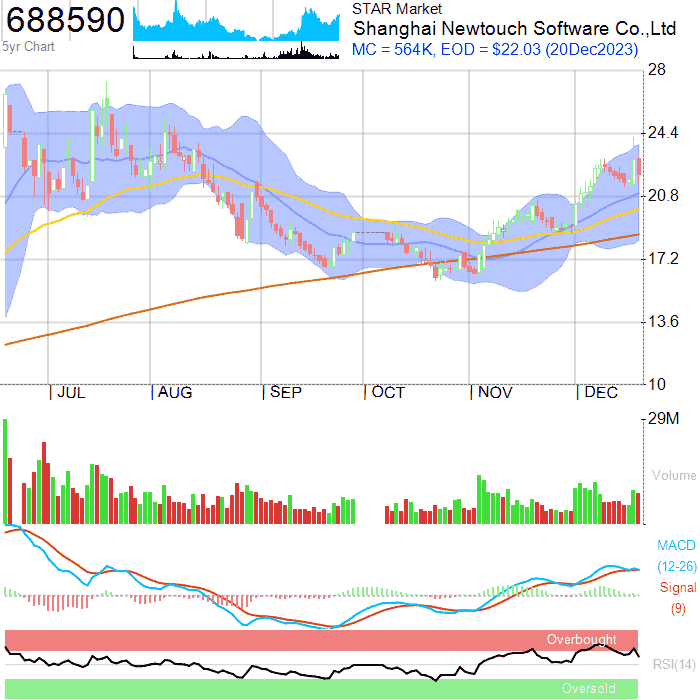 688590
5yr Chart
STAR Market
Shanghai Newtouch Software Co.,Ltd
MC = 564K, EOD = $22.03 (20Dec2023)
28
24.4
20.8
17.2
13.6
10
JUL
AUG
SEP
OCT
NOV
DEC
29M
Volume
MACD
(12-26)
Signal
(9)
Overbought
RSI(14)
Oversold